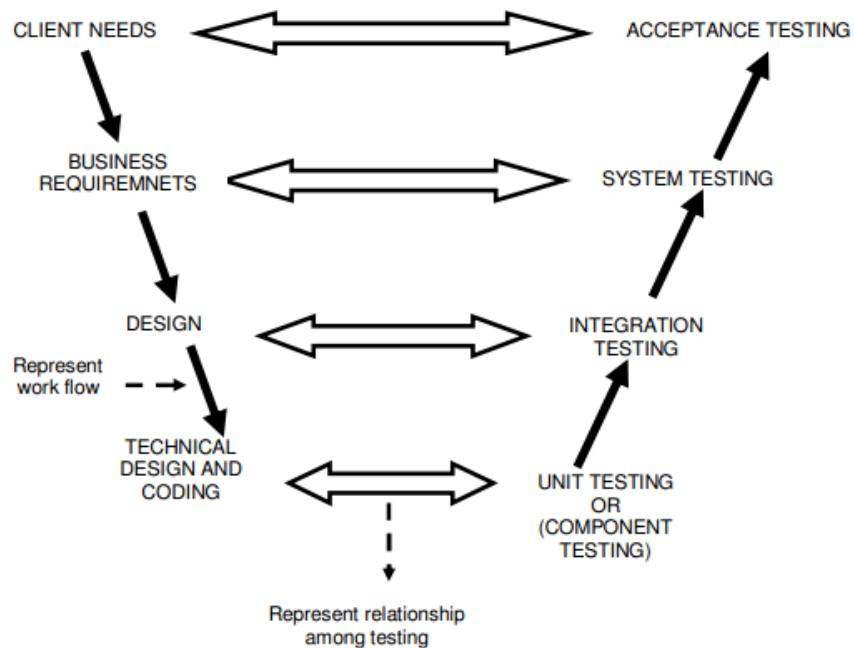 CLIENT NEEDS
ACCEPTANCE TESTING
BUSINESS
REQUIREMNETS
SYSTEM TESTING
DESIGN
INTEGRATION
TESTING
Represent
work flow
TECHNICAL
DESIGN AND
CODING
UNIT TESTING
OR
(COMPONENT
TESTING)
Represent relationship
among testing